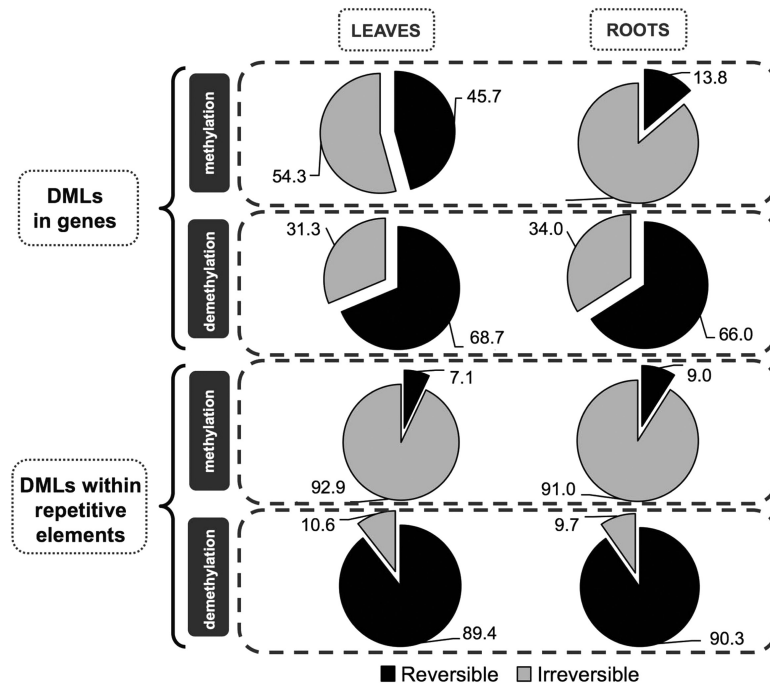 LEAVES
ROOTS
DMLs
in genes
methylation
45.7
54.3
13.8
demethylation
31.3
68.7
34.0
66.0
DMLs within
repetitive
elements
methylation
7.1
92.9
9.0
91.0
demethylation
10.6
89.4
9.7
90.3
Reversible
Irreversible